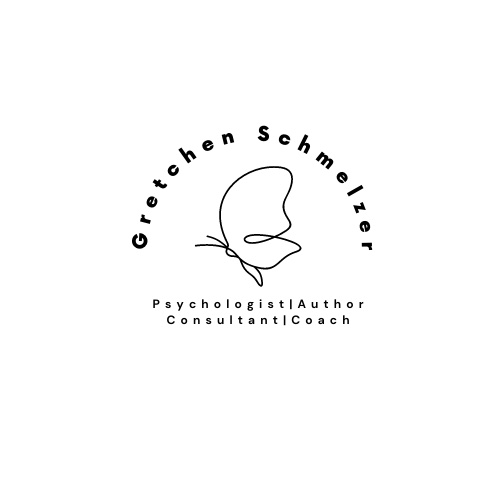 Gretchen Schmelzer
Psychologist|Author
Consultant|Coach